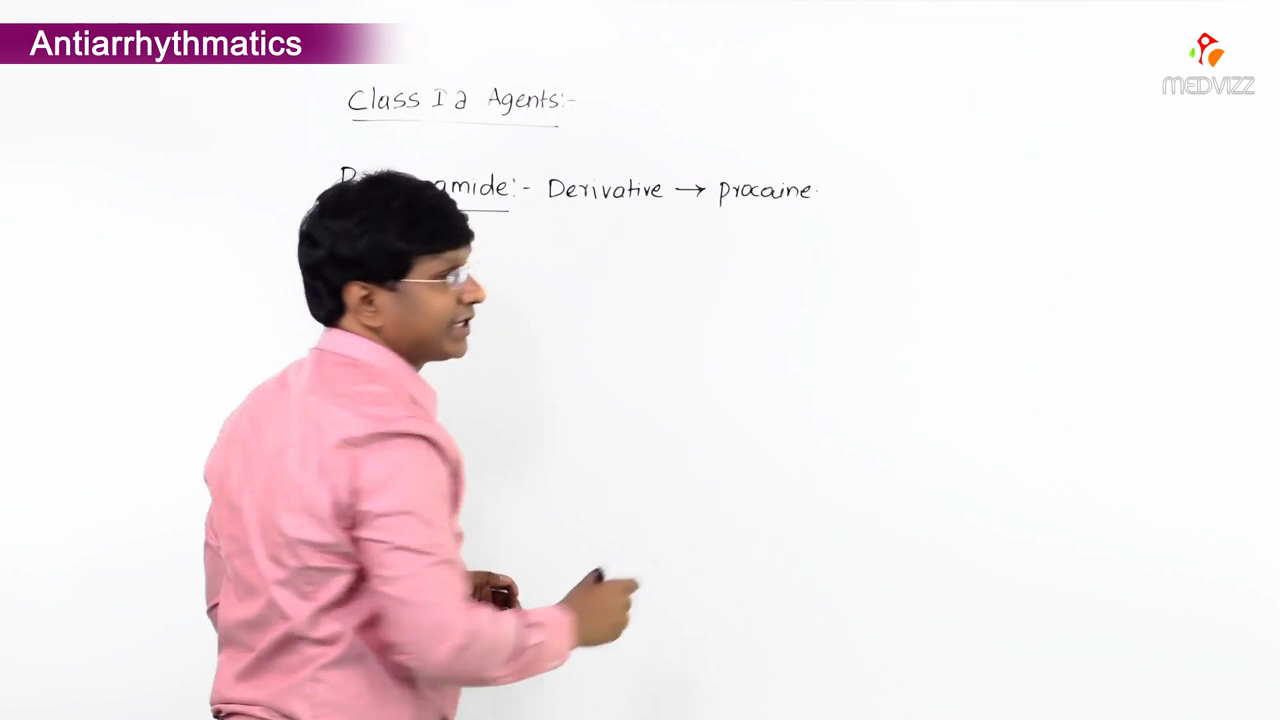 Antiarrhythmatics
MEDVIZZ
Class I a Agents:-
amide:- Derivative → procaine.